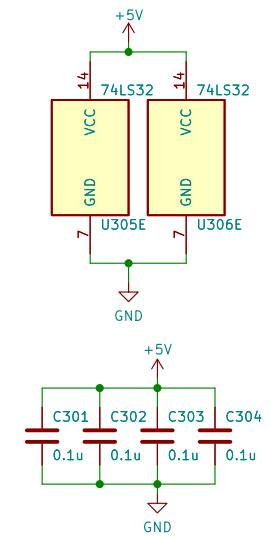 +5V
14 14
74LS32 74LS32
VCC VCC
GND GND
7 7
U305E U306E
GND
+5V
C301 C302 C303 C304
0.1u 0.1u 0.1u 0.1u
GND